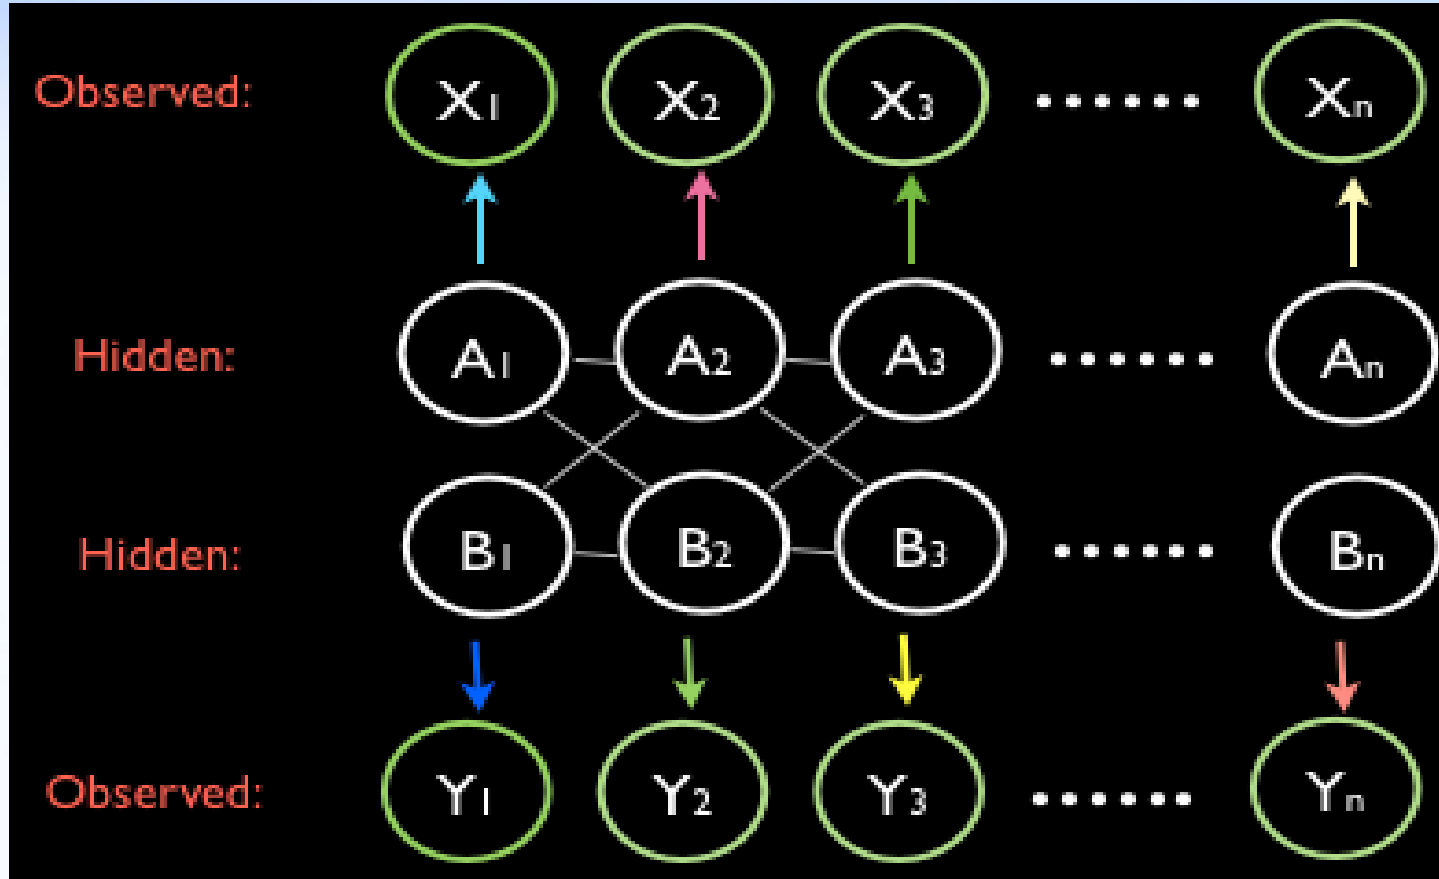 Observed: X1 X2 X3 ...... Xn
Hidden: A1 A2 A3 ...... An
Hidden: B1 B2 B3 ...... Bn
Observed: Y1 Y2 Y3 ...... Yn